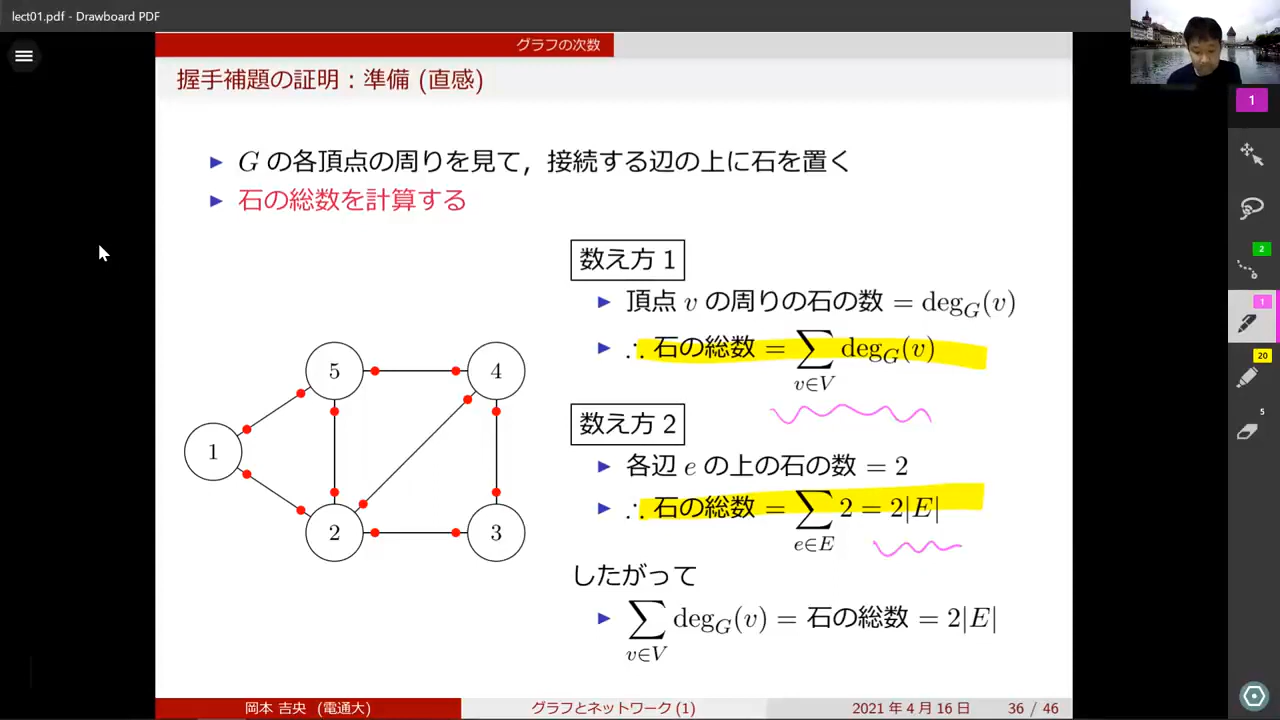 lect01.pdf - Drawboard PDF
グラフの次数
握手補題の証明：準備 (直感)
G の各頂点の周りを見て，接続する辺の上に石を置く
石の総数を計算する
数え方 1
頂点 v の周りの石の数 = deg_G(v)
∴ 石の総数 = ∑ deg_G(v)
v∈V
数え方 2
各辺 e の上の石の数 = 2
∴ 石の総数 = ∑ 2 = 2|E|
e∈E
したがって
∑ deg_G(v) = 石の総数 = 2|E|
v∈V
5
4
1
2
3
岡本 吉央 (電通大)
グラフとネットワーク (1)
2021 年 4 月 16 日
36 / 46
1
2
1
20
5